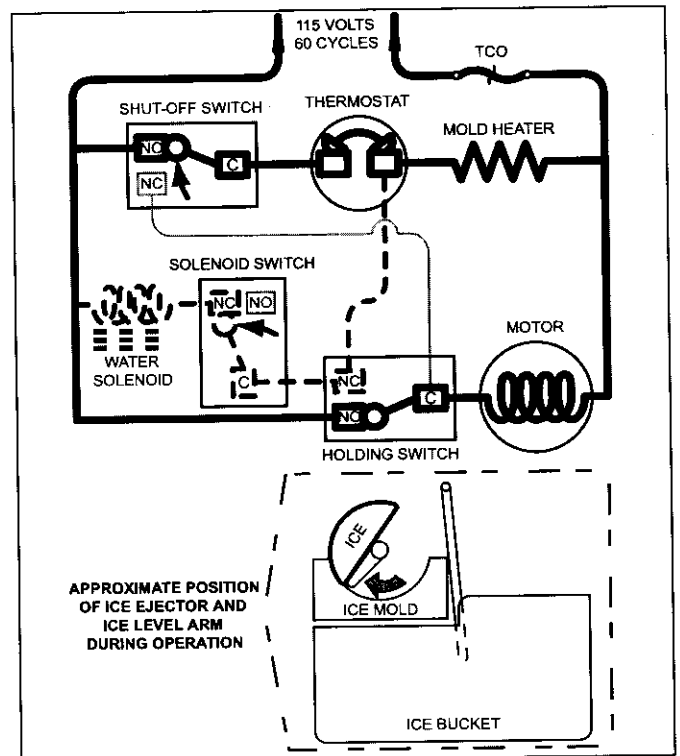 115 VOLTS
60 CYCLES
TCO
SHUT-OFF SWITCH
THERMOSTAT
MOLD HEATER
NO
C
NC
SOLENOID SWITCH
NC
NO
C
WATER
SOLENOID
MOTOR
NC
C
NO
HOLDING SWITCH
ICE
APPROXIMATE POSITION
OF ICE EJECTOR AND
ICE LEVEL ARM
DURING OPERATION
ICE MOLD
ICE BUCKET